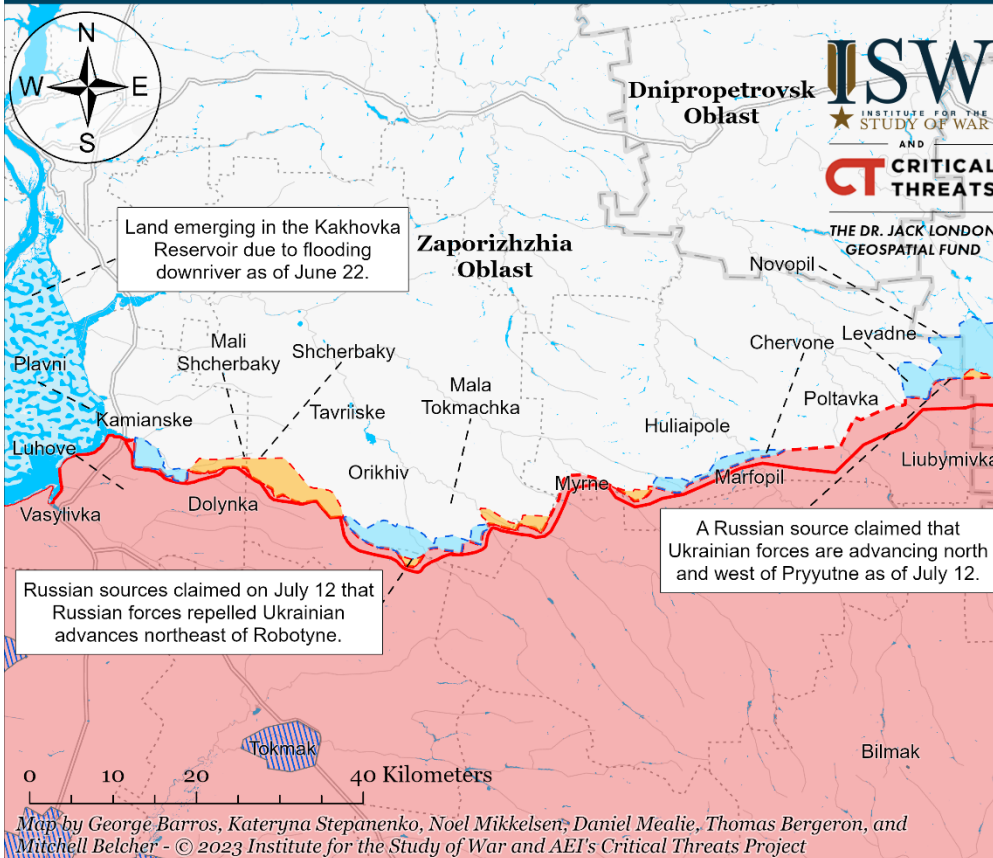 N
W
E
S
Dnipropetrovsk
Oblast
ISW
INSTITUTE FOR THE
STUDY OF WAR
AND
CT CRITICAL
THREATS
THE DR. JACK LONDON
GEOSPATIAL FUND
Land emerging in the Kakhovka
Reservoir due to flooding
downriver as of June 22.
Zaporizhzhia
Oblast
Novopil
Levadne
Chervone
Mali
Shcherbaky
Shcherbaky
Plavni
Mala
Tokmachka
Poltavka
Kamianske
Tavriiske
Huliaipole
Luhove
Orikhiv
Liubymivka
Myrne
Marfopil
Dolynka
Vasylivka
A Russian source claimed that
Ukrainian forces are advancing north
and west of Pryyutne as of July 12.
Russian sources claimed on July 12 that
Russian forces repelled Ukrainian
advances northeast of Robotyne.
Tokmak
Bilmak
0 10 20 40 Kilometers
Map by George Barros, Kateryna Stepanenko, Noel Mikkelsen, Daniel Mealie, Thomas Bergeron, and
Mitchell Belcher - © 2023 Institute for the Study of War and AEI's Critical Threats Project